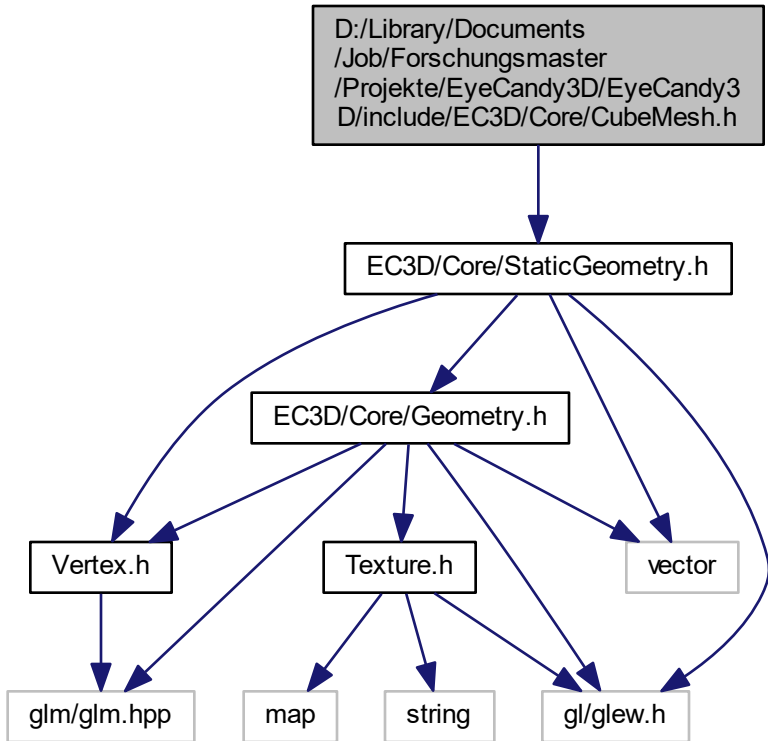 D:/Library/Documents
/Job/Forschungsmaster
/Projekte/EyeCandy3D/EyeCandy3
D/include/EC3D/Core/CubeMesh.h
EC3D/Core/StaticGeometry.h
EC3D/Core/Geometry.h
Vertex.h
Texture.h
vector
glm/glm.hpp
map
string
gl/glew.h